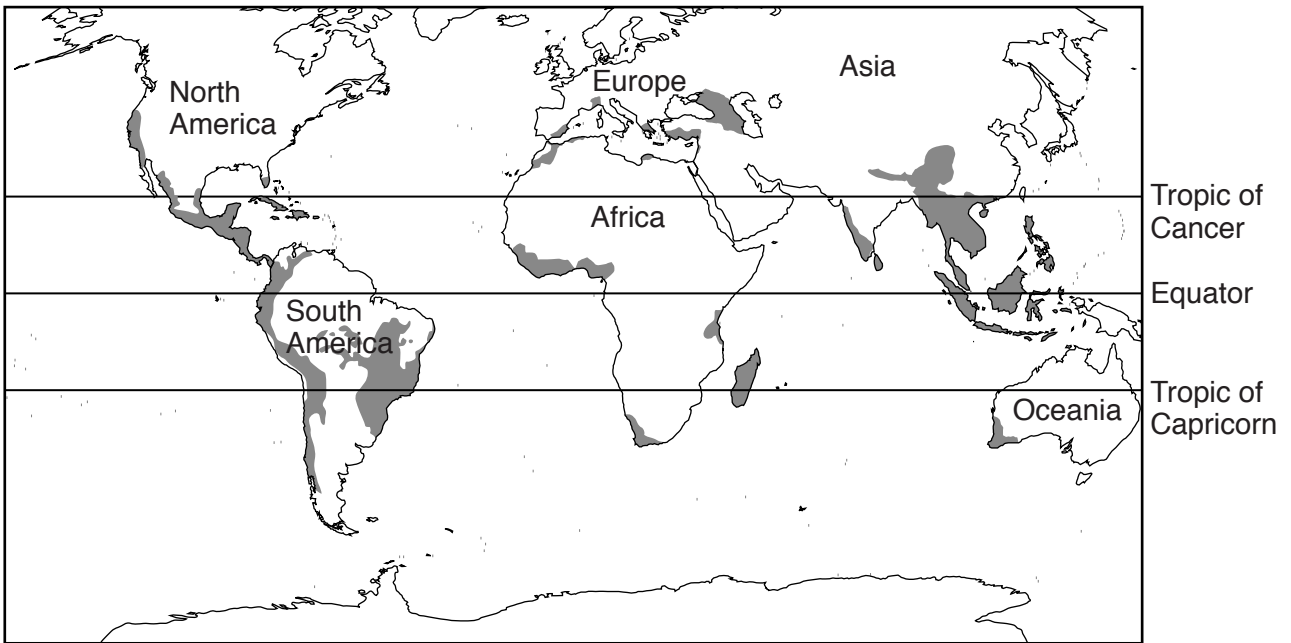 North
America
Europe
Asia
Africa
South
America
Oceania
Tropic of
Cancer
Equator
Tropic of
Capricorn